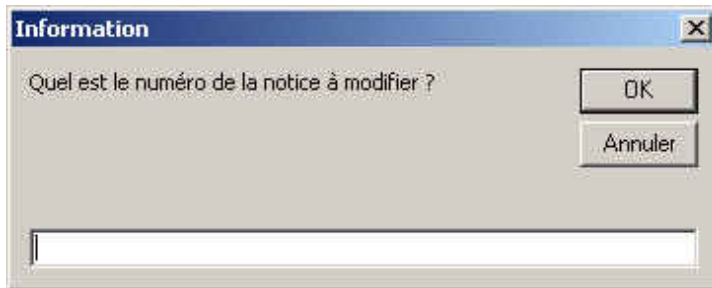 Information
Quel est le numéro de la notice à modifier ?
OK
Annuler